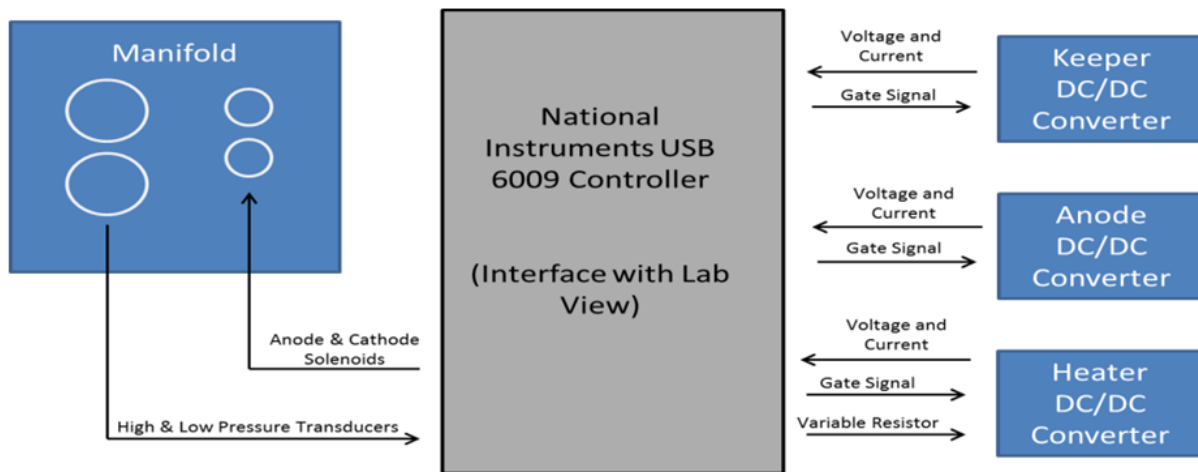 Manifold
Anode & Cathode
Solenoids
High & Low Pressure Transducers
National
Instruments USB
6009 Controller
(Interface with Lab
View)
Voltage and
Current
Gate Signal
Keeper
DC/DC
Converter
Voltage and
Current
Gate Signal
Anode
DC/DC
Converter
Voltage and
Current
Gate Signal
Variable Resistor
Heater
DC/DC
Converter